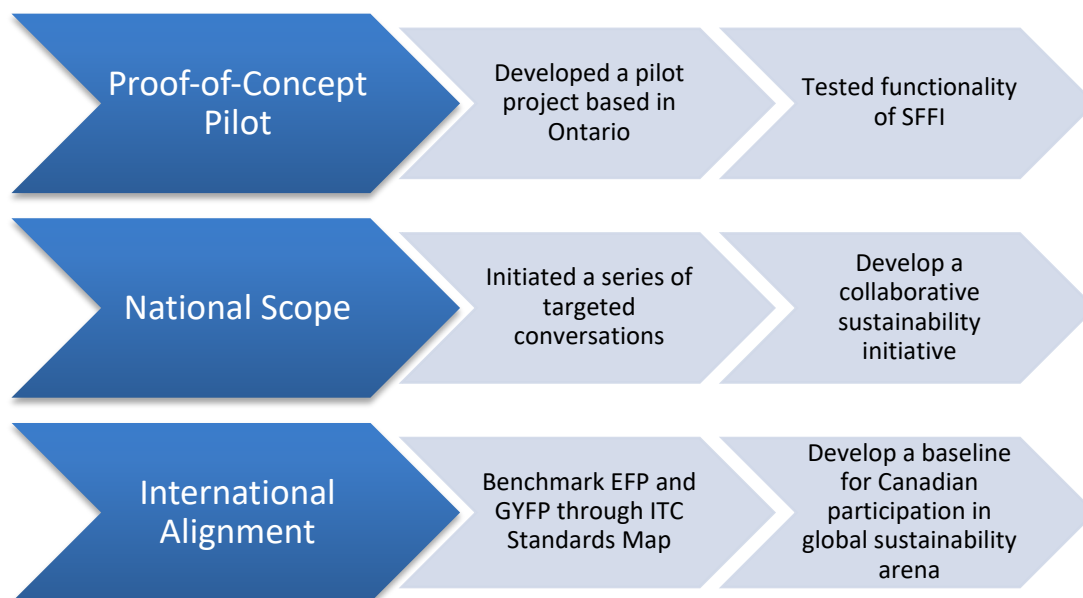 Proof-of-Concept
Pilot
Developed a pilot
project based in
Ontario
Tested functionality
of SFFI
National Scope
Initiated a series of
targeted
conversations
Develop a
collaborative
sustainability
initiative
International
Alignment
Benchmark EFP and
GYFP through ITC
Standards Map
Develop a baseline
for Canadian
participation in
global sustainability
arena